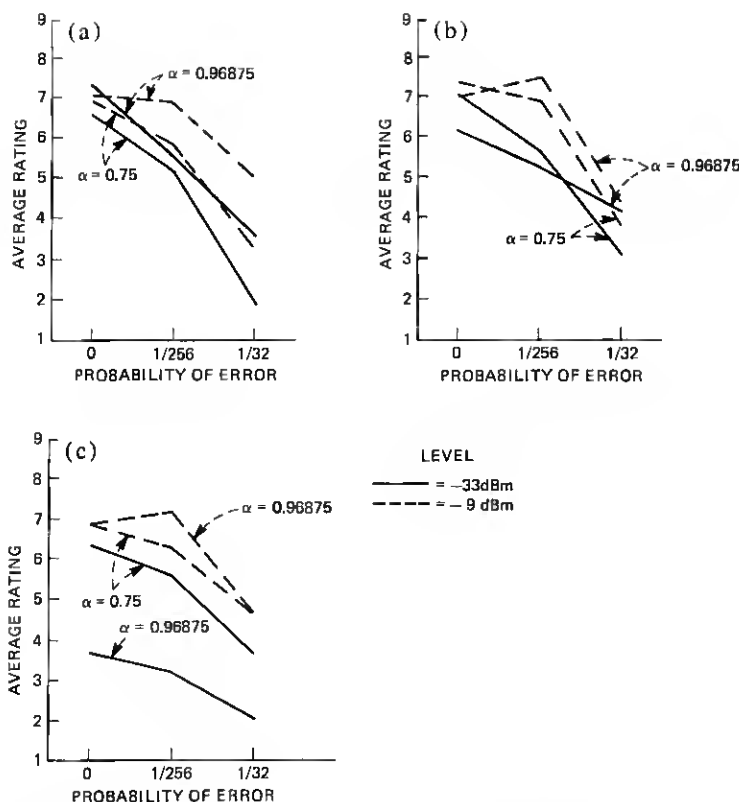 (a)
9
8
7
6
5
4
3
2
1
α = 0.96875
α = 0.75
AVERAGE RATING
0 1/256 1/32
PROBABILITY OF ERROR
(b)
9
8
7
6
5
4
3
2
1
α = 0.96875
α = 0.75
AVERAGE RATING
0 1/256 1/32
PROBABILITY OF ERROR
(c)
9
8
7
6
5
4
3
2
1
α = 0.96875
α = 0.75
α = 0.96875
AVERAGE RATING
0 1/256 1/32
PROBABILITY OF ERROR
LEVEL
= −33dBm
= −9 dBm